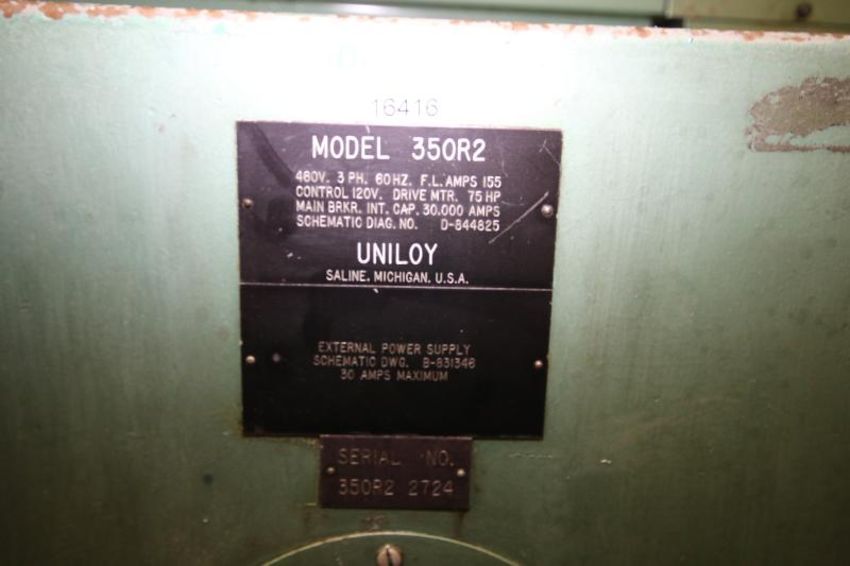 16416
MODEL 350R2
460V. 3 PH. 60HZ. F.L. AMPS 155
CONTROL 120V. DRIVE MTR. 75 HP
MAIN BRKR. INT. CAP. 30,000 AMPS
SCHEMATIC DIAG. NO. D-844825
UNILOY
SALINE, MICHIGAN, U.S.A.
EXTERNAL POWER SUPPLY
SCHEMATIC DWG. B-831346
30 AMPS MAXIMUM
SERIAL NO.
350R2 2724